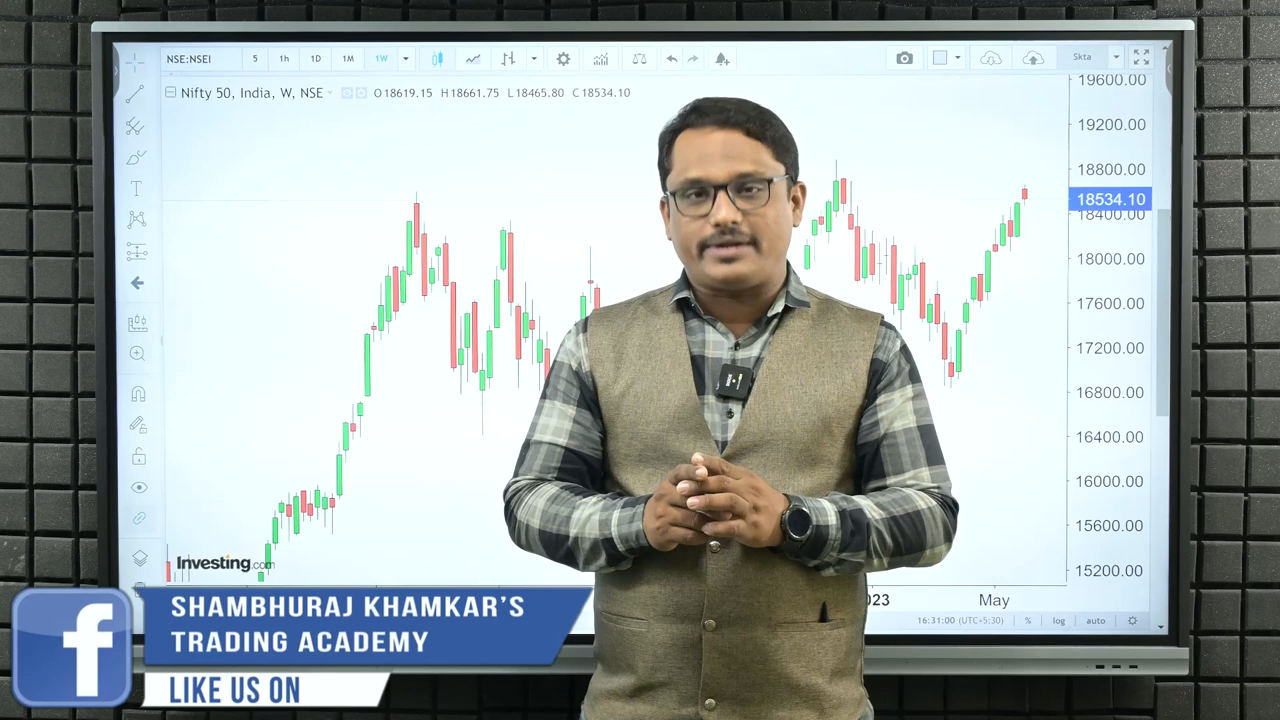 NSE:NSEI 5 1h 1D 1M 1W Skta
Nifty 50, India, W, NSE O18619.15 H18661.75 L18465.80 C18534.10
19600.00
19200.00
18800.00
18534.10
18400.00
18000.00
17600.00
17200.00
16800.00
16400.00
16000.00
15600.00
15200.00
T
Investing.com
023 May
16:31:00 (UTC+5:30) % log auto
f
SHAMBHURAJ KHAMKAR'S
TRADING ACADEMY
LIKE US ON